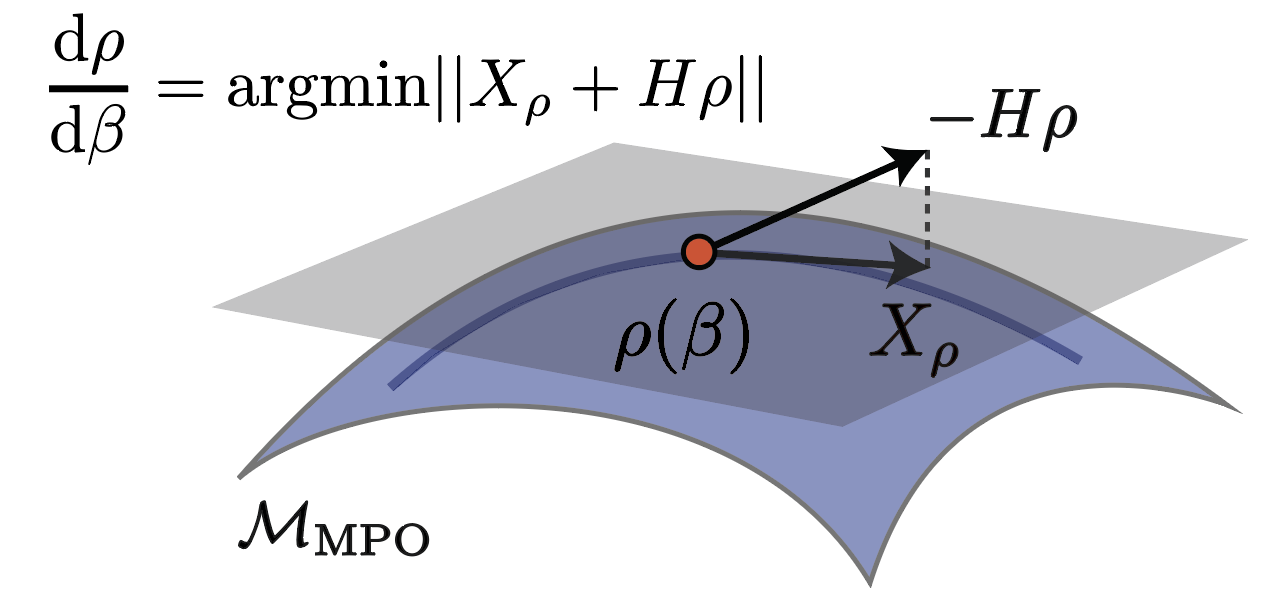 dρ/dβ = argmin||X_ρ + Hρ||
−Hρ
ρ(β)
X_ρ
ℳ_MPO